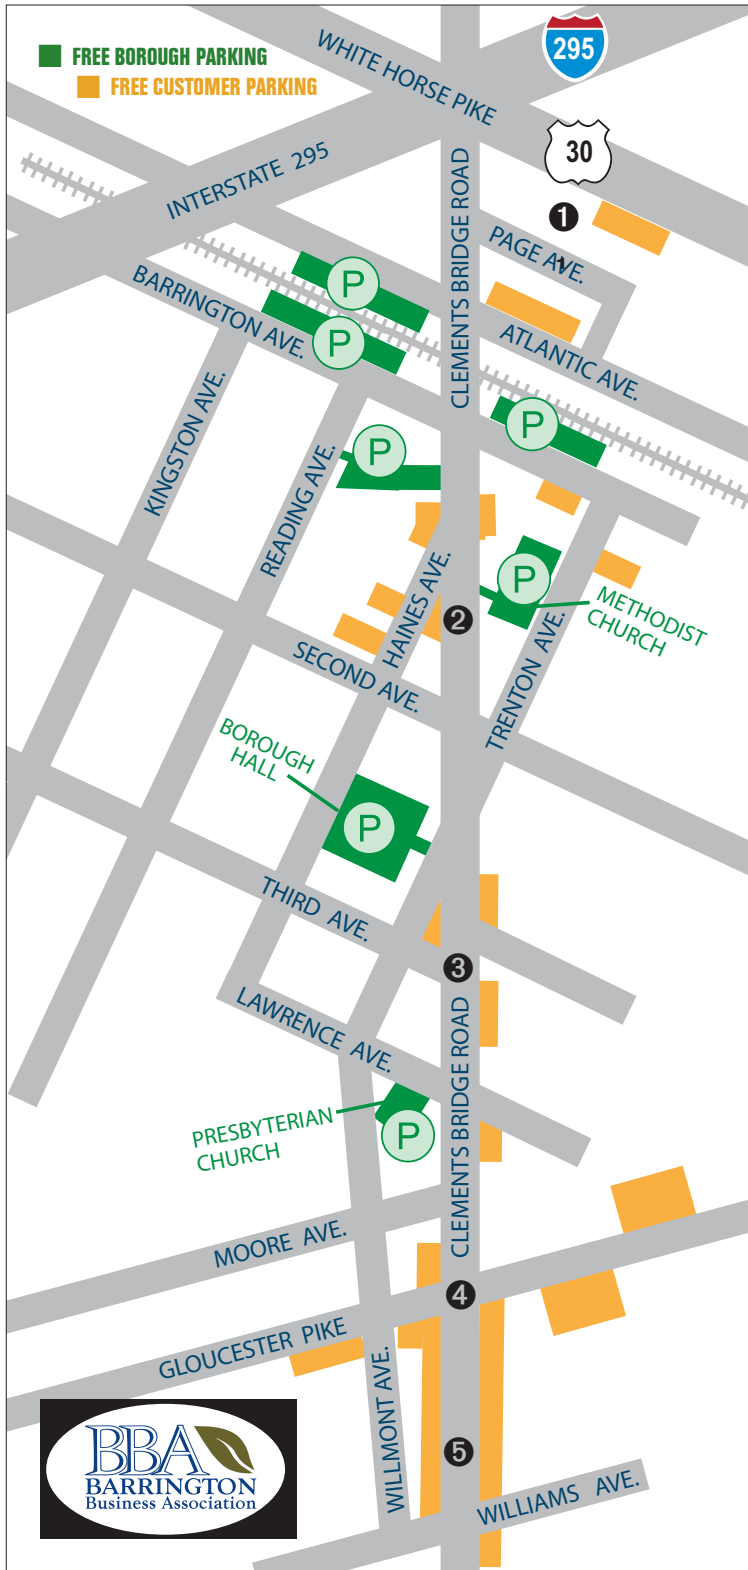 FREE BOROUGH PARKING
FREE CUSTOMER PARKING
295
WHITE HORSE PIKE
30
INTERSTATE 295
1
CLEMENTS BRIDGE ROAD
PAGE AVE.
P
BARRINGTON AVE.
P
ATLANTIC AVE.
P
KINGSTON AVE.
READING AVE.
P
HAINES AVE.
P
METHODIST
CHURCH
2
TRENTON AVE.
SECOND AVE.
BOROUGH
HALL
P
THIRD AVE.
3
LAWRENCE AVE.
CLEMENTS BRIDGE ROAD
PRESBYTERIAN
CHURCH
P
MOORE AVE.
4
GLOUCESTER PIKE
WILLMONT AVE.
5
WILLIAMS AVE.
BBA
BARRINGTON
Business Association